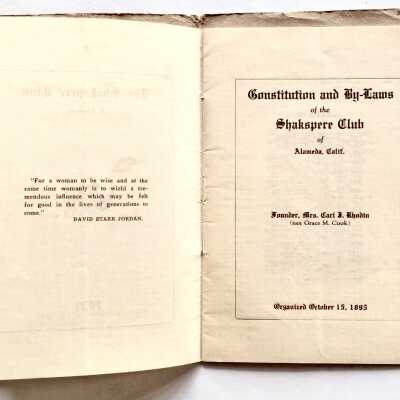 "For a woman to be wise and at the
same time womanly is to wield a tre-
mendous influence which may be felt
for good in the lives of generations to
come."
DAVID STARR JORDAN.
Constitution and By-Laws
of the
Shakspere Club
of
Alameda, Calif.
Founder, Mrs. Carl J. Rhodin
(nee Grace M. Cook)
Organized October 15, 1895